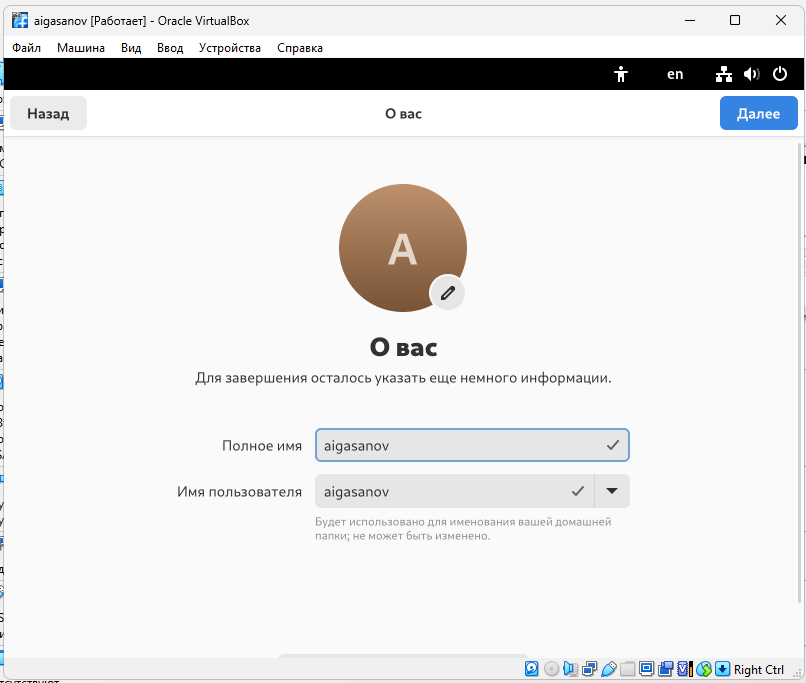 aigasanov [Работает] - Oracle VirtualBox
Файл Машина Вид Ввод Устройства Справка
en
Назад О вас Далее
A
О вас
Для завершения осталось указать еще немного информации.
Полное имя aigasanov
Имя пользователя aigasanov
Будет использовано для именования вашей домашней
папки; не может быть изменено.
Right Ctrl